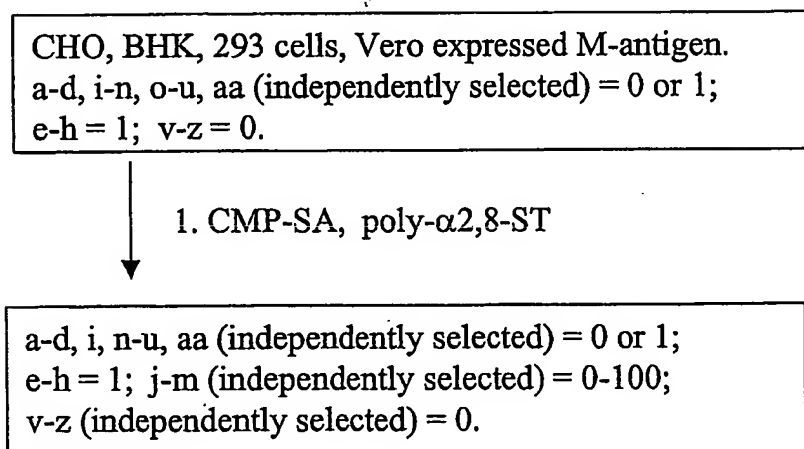 CHO, BHK, 293 cells, Vero expressed M-antigen.
a-d, i-n, o-u, aa (independently selected) = 0 or 1;
e-h = 1; v-z = 0.
1. CMP-SA, poly-α2,8-ST
a-d, i, n-u, aa (independently selected) = 0 or 1;
e-h = 1; j-m (independently selected) = 0-100;
v-z (independently selected) = 0.